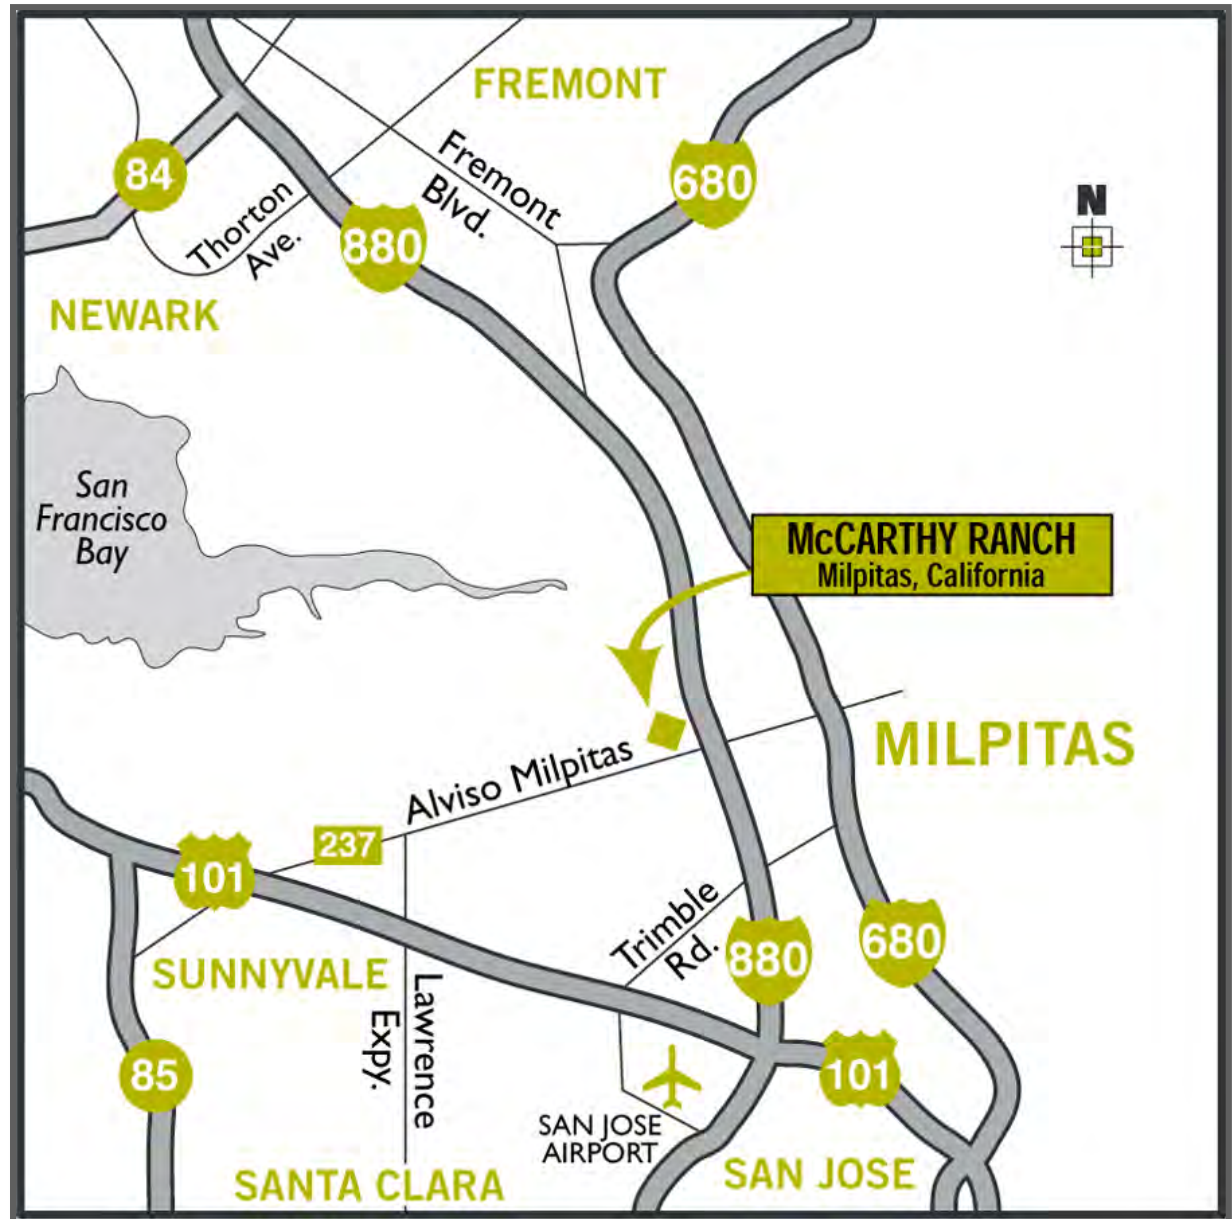 FREMONT
84
Fremont
Blvd.
680
N
Thorton
Ave.
880
NEWARK
San
Francisco
Bay
McCARTHY RANCH
Milpitas, California
MILPITAS
Alviso Milpitas
237
101
Trimble
Rd.
880
680
SUNNYVALE
Lawrence
Expy.
85
101
SAN JOSE
AIRPORT
SANTA CLARA
SAN JOSE